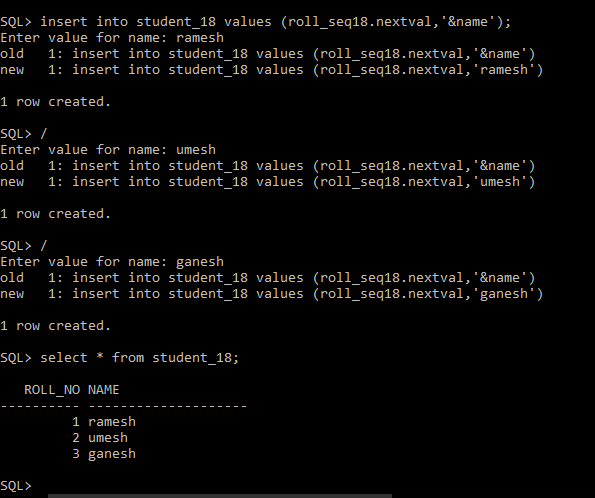 SQL> insert into student_18 values (roll_seq18.nextval,'&name');
Enter value for name: ramesh
old   1: insert into student_18 values (roll_seq18.nextval,'&name')
new   1: insert into student_18 values (roll_seq18.nextval,'ramesh')
1 row created.
SQL> /
Enter value for name: umesh
old   1: insert into student_18 values (roll_seq18.nextval,'&name')
new   1: insert into student_18 values (roll_seq18.nextval,'umesh')
1 row created.
SQL> /
Enter value for name: ganesh
old   1: insert into student_18 values (roll_seq18.nextval,'&name')
new   1: insert into student_18 values (roll_seq18.nextval,'ganesh')
1 row created.
SQL> select * from student_18;
   ROLL_NO NAME
---------- --------------------
         1 ramesh
         2 umesh
         3 ganesh
SQL>